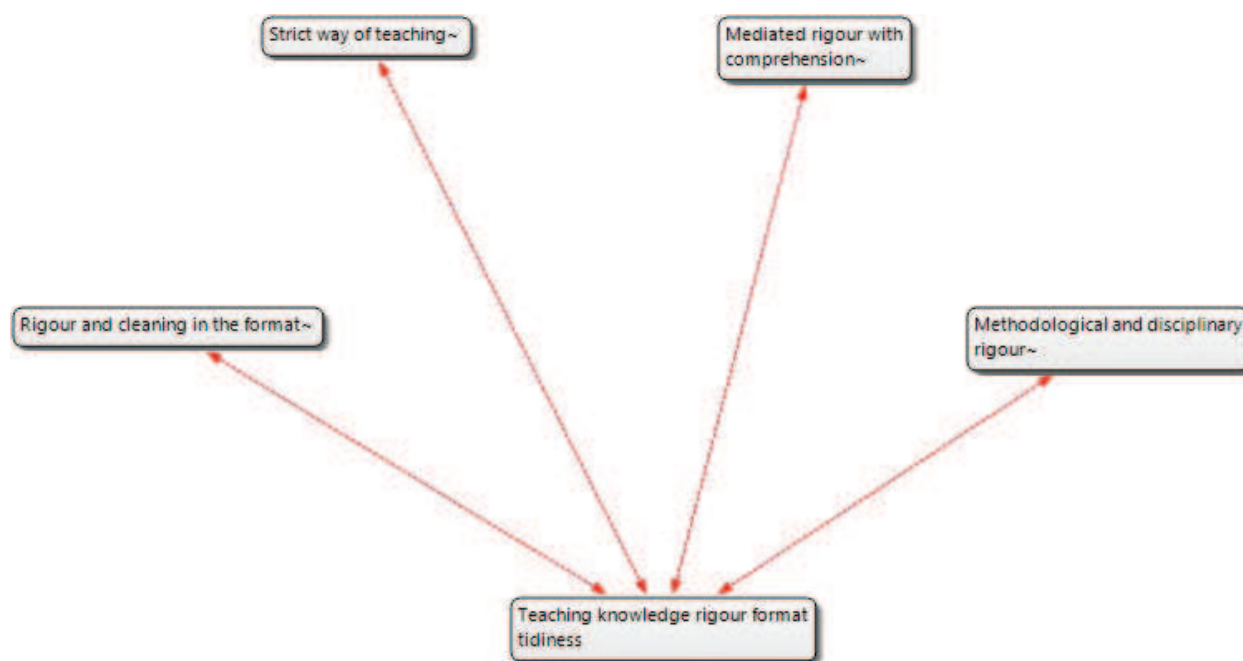 Strict way of teaching~
Mediated rigour with
comprehension~
Rigour and cleaning in the format~
Methodological and disciplinary
rigour~
Teaching knowledge rigour format
tidiness